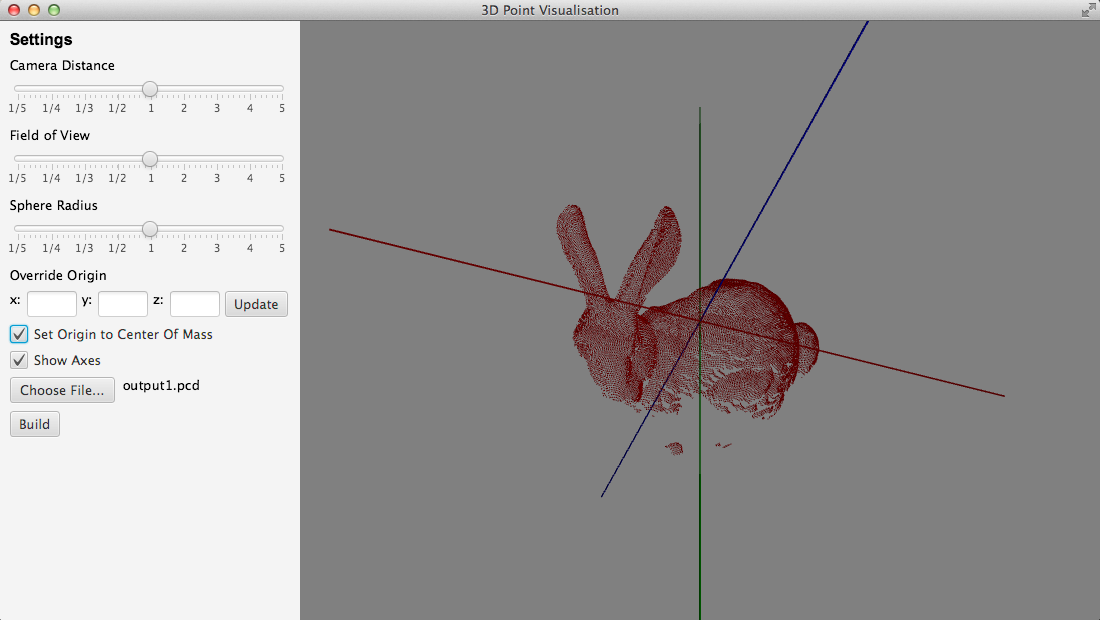 3D Point Visualisation
Settings
Camera Distance
1/5 1/4 1/3 1/2 1 2 3 4 5
Field of View
1/5 1/4 1/3 1/2 1 2 3 4 5
Sphere Radius
1/5 1/4 1/3 1/2 1 2 3 4 5
Override Origin
x: y: z: Update
Set Origin to Center Of Mass
Show Axes
Choose File... output1.pcd
Build